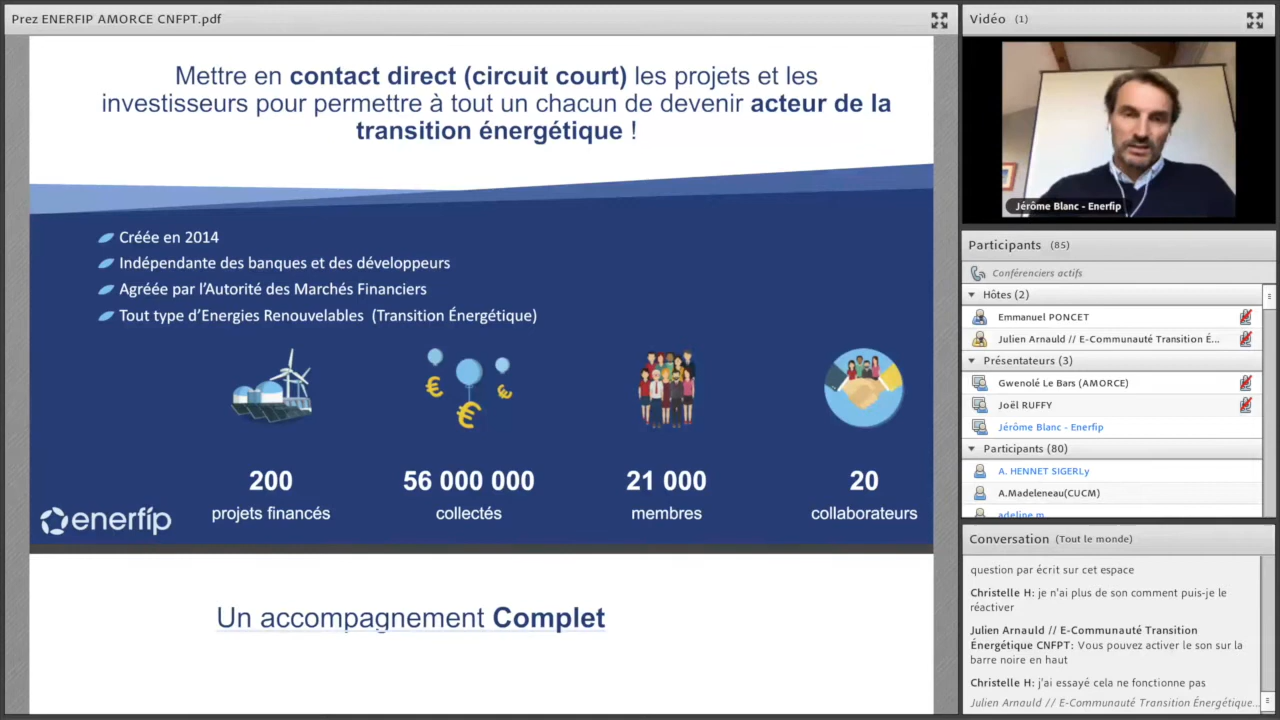 Prez ENERFIP AMORCE CNFPT.pdf
Mettre en contact direct (circuit court) les projets et les
investisseurs pour permettre à tout un chacun de devenir acteur de la
transition énergétique !
Créée en 2014
Indépendante des banques et des développeurs
Agréée par l'Autorité des Marchés Financiers
Tout type d'Energies Renouvelables (Transition Énergétique)
200
56 000 000
21 000
20
projets financés
collectés
membres
collaborateurs
enerfip
Un accompagnement Complet
Vidéo (1)
Jérôme Blanc - Enerfip
Participants (85)
Conférenciers actifs
Hôtes (2)
Emmanuel PONCET
Julien Arnauld // E-Communauté Transition É...
Présentateurs (3)
Gwenolé Le Bars (AMORCE)
Joël RUFFY
Jérôme Blanc - Enerfip
Participants (80)
A. HENNET SIGERLy
A.Madeleneau(CUCM)
adeline m
Conversation (Tout le monde)
question par écrit sur cet espace
Christelle H: je n'ai plus de son comment puis-je le
réactiver
Julien Arnauld // E-Communauté Transition
Énergétique CNFPT: Vous pouvez activer le son sur la
barre noire en haut
Christelle H: j'ai essayé cela ne fonctionne pas
Julien Arnauld // E-Communauté Transition Énergétique...